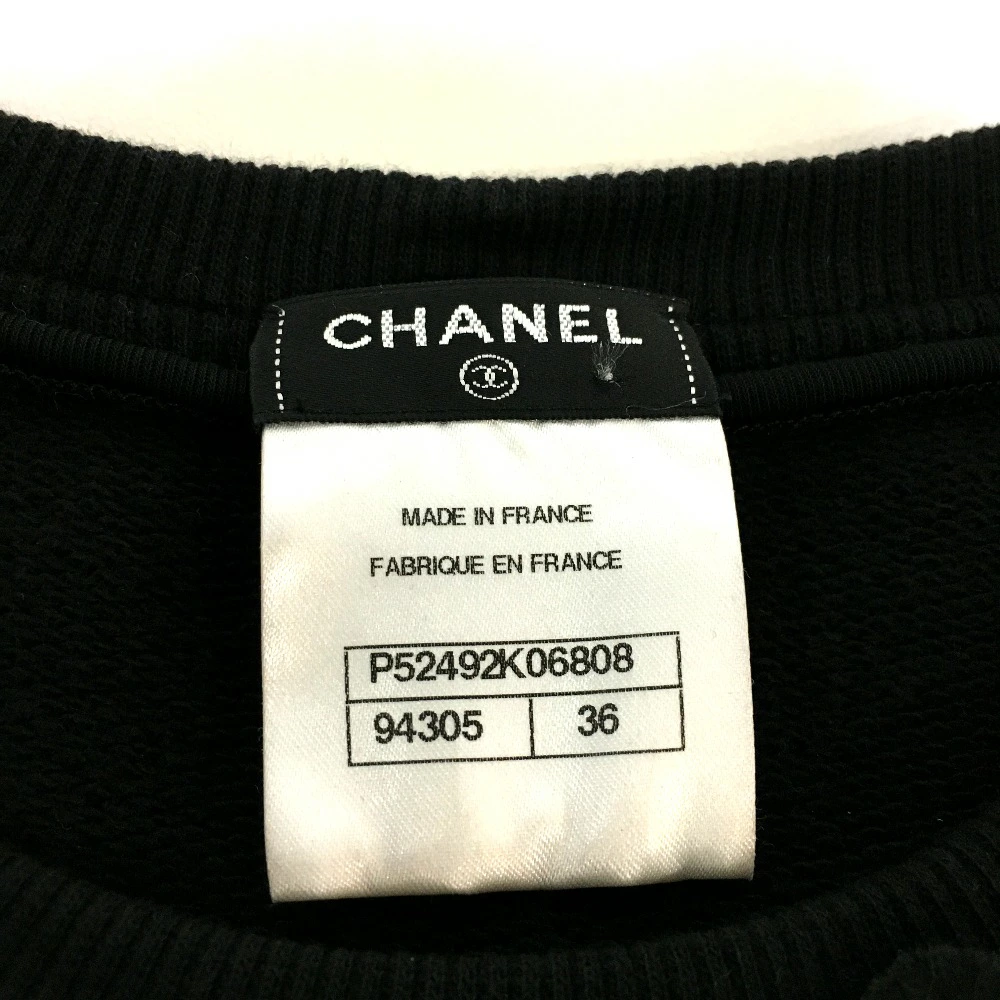 CHANEL
MADE IN FRANCE
FABRIQUE EN FRANCE
P52492K06808
94305 36